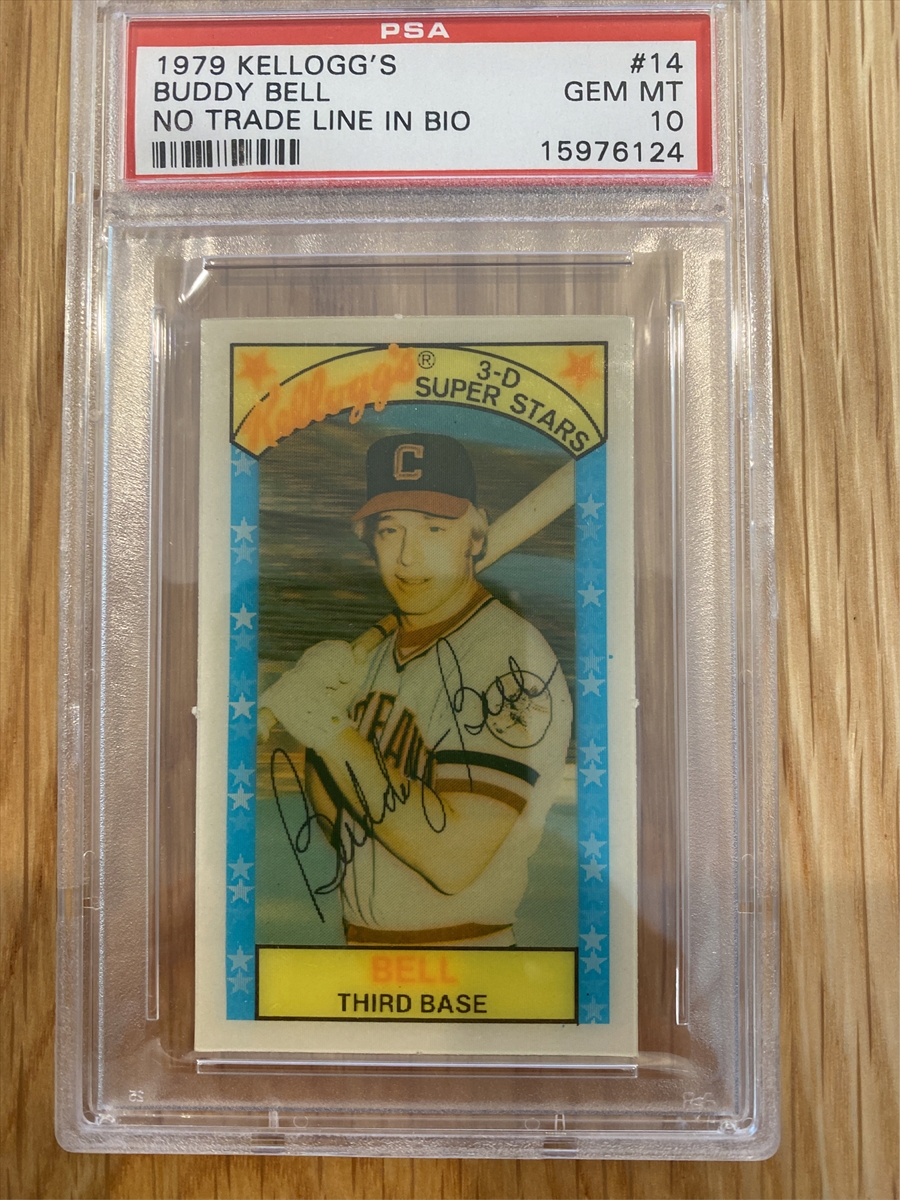 PSA
1979 KELLOGG'S #14
BUDDY BELL GEM MT
NO TRADE LINE IN BIO 10
15976124
Kellogg's®
3-D
SUPER STARS
C
Buddy Bell
BELL
THIRD BASE